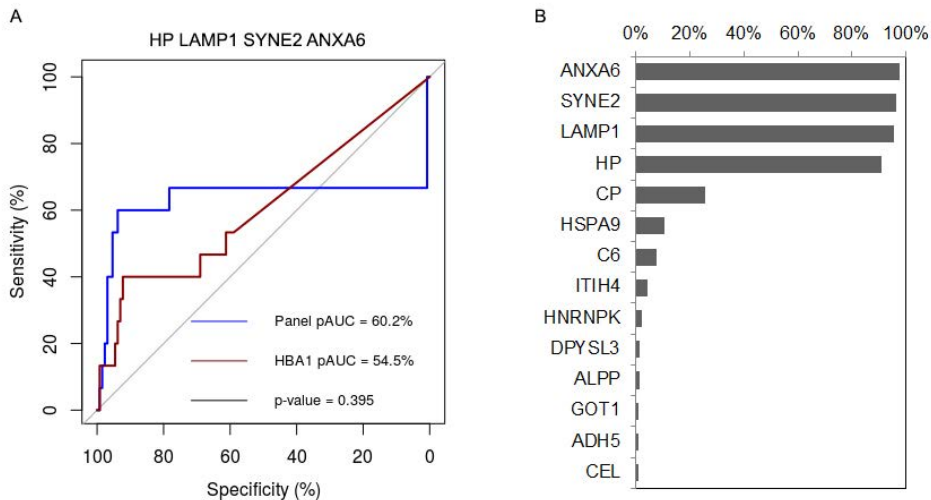 A
HP LAMP1 SYNE2 ANXA6
100
80
60
40
20
0
Sensitivity (%)
Panel pAUC = 60.2%
HBA1 pAUC = 54.5%
p-value = 0.395
100 80 60 40 20 0
Specificity (%)
B
0% 20% 40% 60% 80% 100%
ANXA6
SYNE2
LAMP1
HP
CP
HSPA9
C6
ITIH4
HNRNPK
DPYSL3
ALPP
GOT1
ADH5
CEL